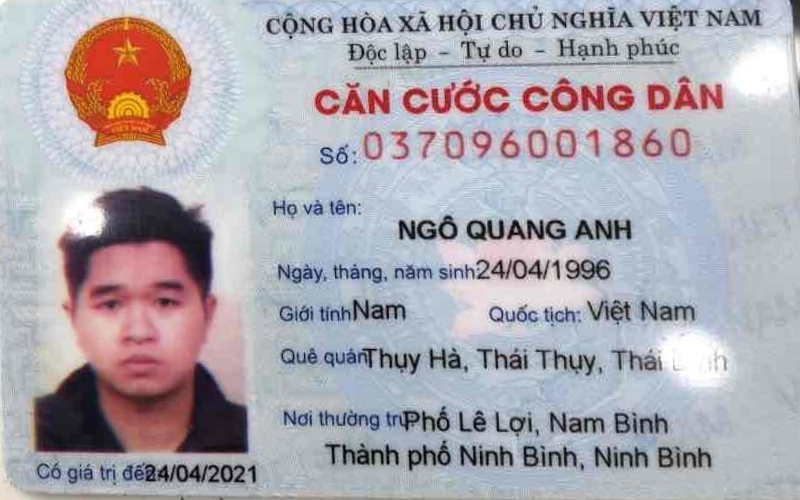 CỘNG HÒA XÃ HỘI CHỦ NGHĨA VIỆT NAM
Độc lập - Tự do - Hạnh phúc
CĂN CƯỚC CÔNG DÂN
Số: 037096001860
Họ và tên:
NGÔ QUANG ANH
Ngày, tháng, năm sinh: 24/04/1996
Giới tính Nam Quốc tịch: Việt Nam
Quê quán Thụy Hà, Thái Thụy, Thái
Nơi thường trú Phố Lê Lợi, Nam Bình
Thành phố Ninh Bình, Ninh Bình
Có giá trị đến 24/04/2021
VIỆT NAM